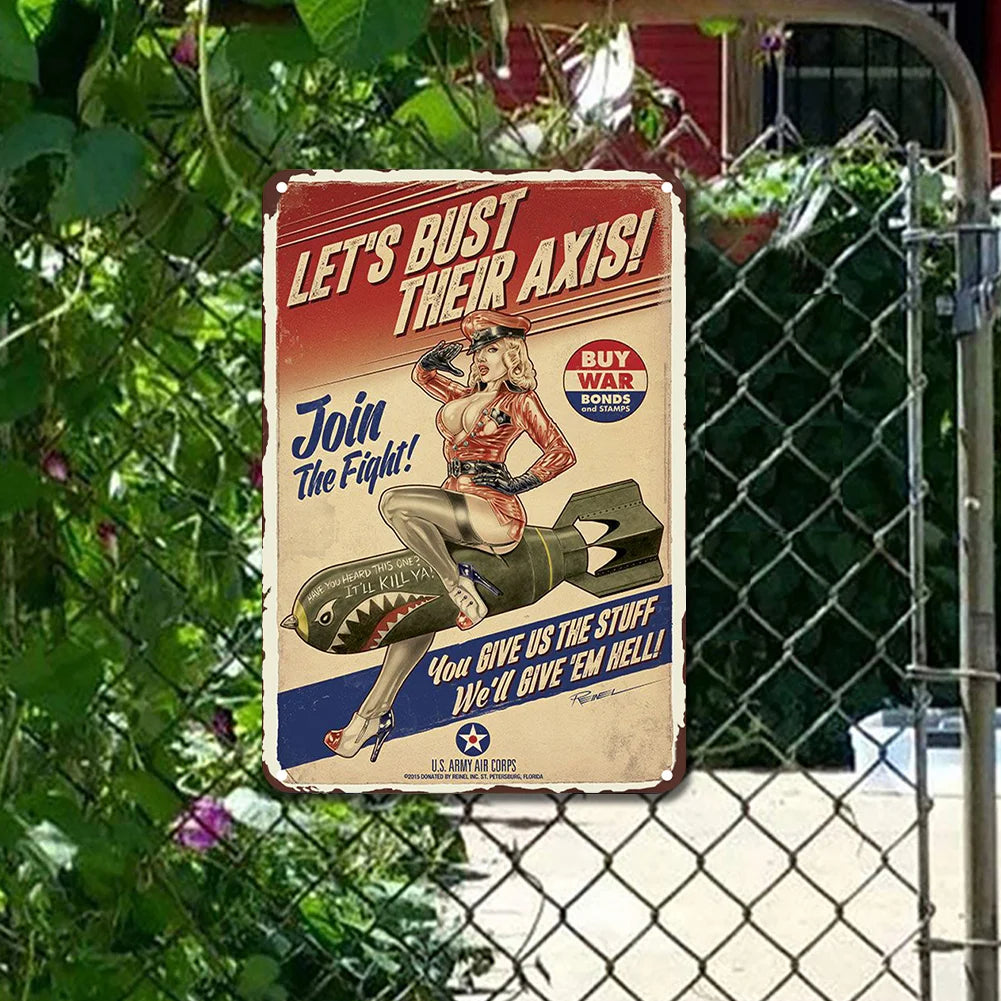 LET'S BUST
THEIR AXIS!
BUY
WAR
BONDS
and STAMPS
Join
The Fight!
HAVE YOU HEARD THIS ONE?
IT'LL KILL YA!
You GIVE US THE STUFF
We'll GIVE 'EM HELL!
REINEL
U.S. ARMY AIR CORPS
©2015 DONATED BY REINEL INC. ST. PETERSBURG, FLORIDA